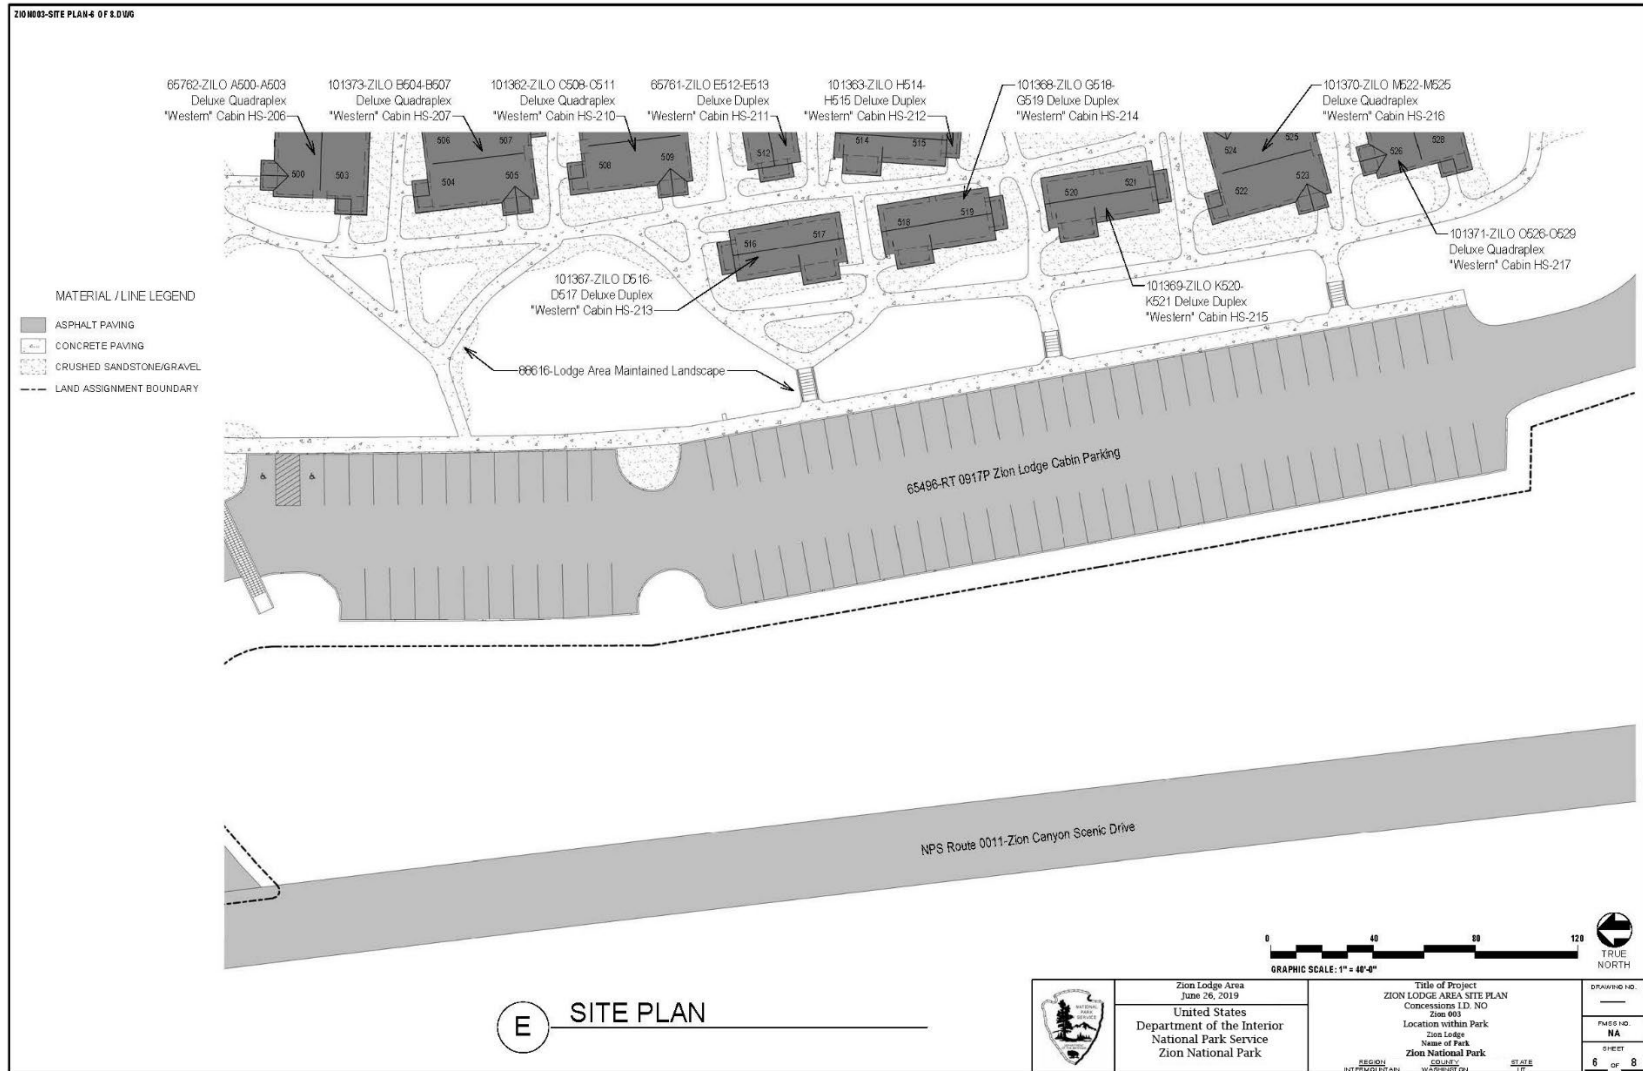 ZION003-SITE PLAN-6 OF 8.DWG
65762-ZILO A500-A503
Deluxe Quadraplex
"Western" Cabin HS-206
101373-ZILO B504-B507
Deluxe Quadraplex
"Western" Cabin HS-207
101362-ZILO C508-C511
Deluxe Quadraplex
"Western" Cabin HS-210
65761-ZILO E512-E513
Deluxe Duplex
"Western" Cabin HS-211
101363-ZILO H514-
H515 Deluxe Duplex
"Western" Cabin HS-212
101368-ZILO G518-
G519 Deluxe Duplex
"Western" Cabin HS-214
101370-ZILO M522-M525
Deluxe Quadraplex
"Western" Cabin HS-216
500
503
506
507
504
505
508
509
512
514
515
516
517
518
519
520
521
524
525
522
523
526
528
101371-ZILO O526-O529
Deluxe Quadraplex
"Western" Cabin HS-217
101367-ZILO D516-
D517 Deluxe Duplex
"Western" Cabin HS-213
101369-ZILO K520-
K521 Deluxe Duplex
"Western" Cabin HS-215
MATERIAL / LINE LEGEND
ASPHALT PAVING
CONCRETE PAVING
CRUSHED SANDSTONE/GRAVEL
LAND ASSIGNMENT BOUNDARY
88616-Lodge Area Maintained Landscape
65496-RT 0917P Zion Lodge Cabin Parking
NPS Route 0011-Zion Canyon Scenic Drive
0 40 80 120
GRAPHIC SCALE: 1" = 40'-0"
TRUE
NORTH
E SITE PLAN
NATIONAL
PARK
SERVICE
Zion Lodge Area
June 26, 2019
United States
Department of the Interior
National Park Service
Zion National Park
Title of Project
ZION LODGE AREA SITE PLAN
Concessions I.D. NO
Zion 003
Location within Park
Zion Lodge
Name of Park
Zion National Park
REGION COUNTY STATE
INTERMOUNTAIN WASHINGTON UT
DRAWING NO.
PMSS NO.
NA
SHEET
6 OF 8